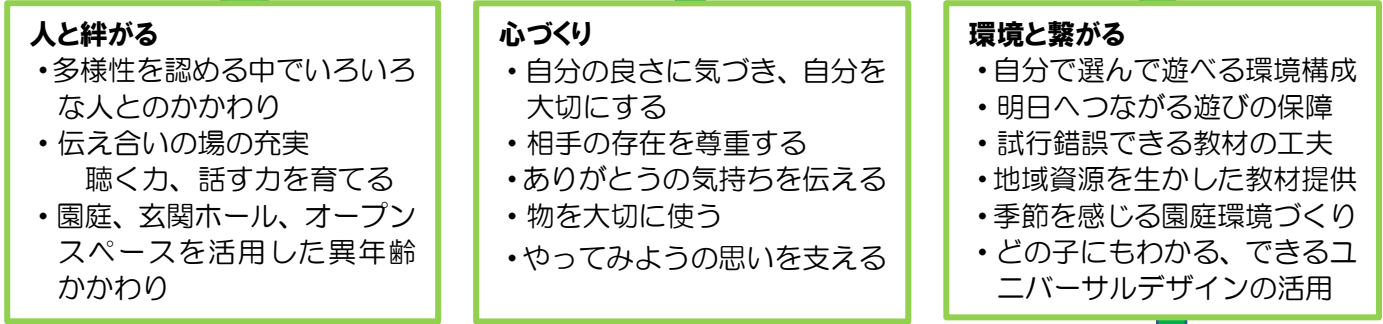 人と絆がる
・多様性を認める中でいろいろ
な人とのかかわり
・伝え合いの場の充実
聴く力、話す力を育てる
・園庭、玄関ホール、オープン
スペースを活用した異年齢
かかわり
心づくり
・自分の良さに気づき、自分を
大切にする
・相手の存在を尊重する
・ありがとうの気持ちを伝える
・物を大切に使う
・やってみようの思いを支える
環境と繋がる
・自分で選んで遊べる環境構成
・明日へつながる遊びの保障
・試行錯誤できる教材の工夫
・地域資源を生かした教材提供
・季節を感じる園庭環境づくり
・どの子にもわかる、できるユ
ニバーサルデザインの活用